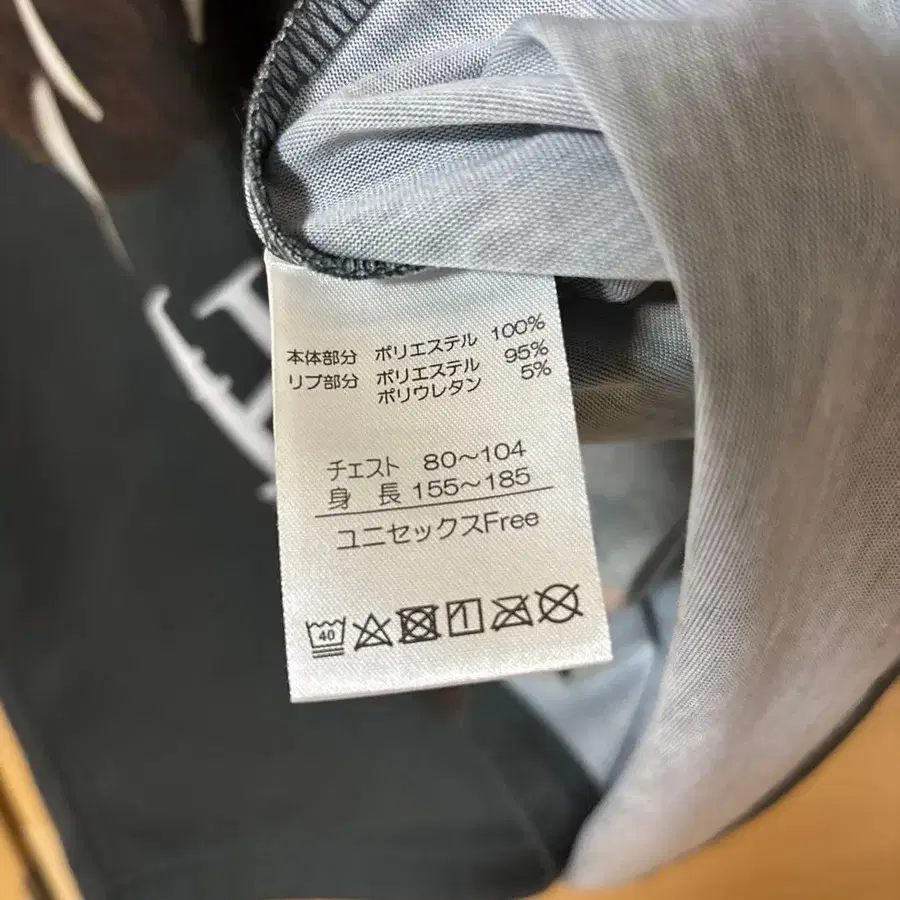 本体部分 ポリエステル 100%
リブ部分 ポリエステル 95%
ポリウレタン 5%
チェスト 80~104
身長 155~185
ユニセックスFree
40